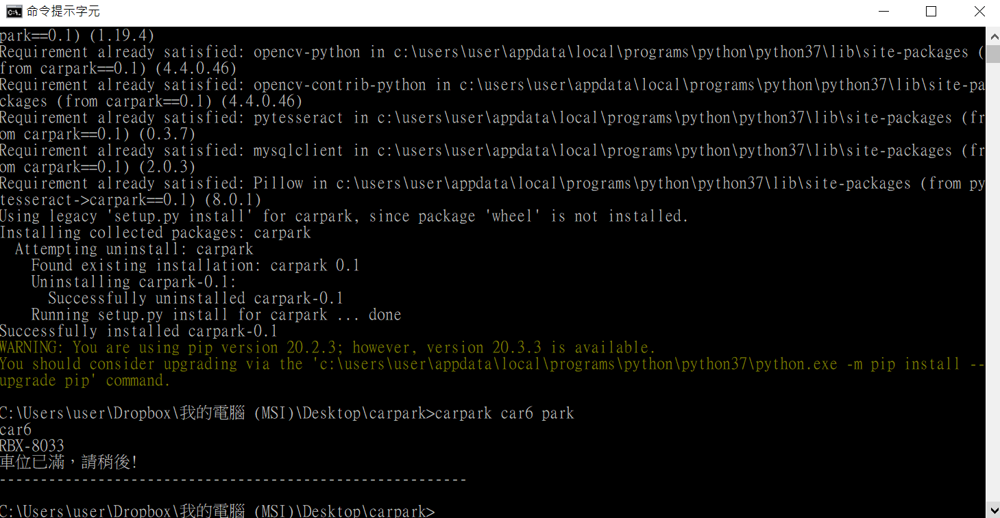 命令提示字元
park==0.1) (1.19.4)
Requirement already satisfied: opencv-python in c:\users\user\appdata\local\programs\python\python37\lib\site-packages (
from carpark==0.1) (4.4.0.46)
Requirement already satisfied: opencv-contrib-python in c:\users\user\appdata\local\programs\python\python37\lib\site-pa
ckages (from carpark==0.1) (4.4.0.46)
Requirement already satisfied: pytesseract in c:\users\user\appdata\local\programs\python\python37\lib\site-packages (fr
om carpark==0.1) (0.3.7)
Requirement already satisfied: mysqlclient in c:\users\user\appdata\local\programs\python\python37\lib\site-packages (fr
om carpark==0.1) (2.0.3)
Requirement already satisfied: Pillow in c:\users\user\appdata\local\programs\python\python37\lib\site-packages (from py
tesseract->carpark==0.1) (8.0.1)
Using legacy 'setup.py install' for carpark, since package 'wheel' is not installed.
Installing collected packages: carpark
  Attempting uninstall: carpark
    Found existing installation: carpark 0.1
    Uninstalling carpark-0.1:
      Successfully uninstalled carpark-0.1
    Running setup.py install for carpark ... done
Successfully installed carpark-0.1
WARNING: You are using pip version 20.2.3; however, version 20.3.3 is available.
You should consider upgrading via the 'c:\users\user\appdata\local\programs\python\python37\python.exe -m pip install --
upgrade pip' command.
C:\Users\user\Dropbox\我的電腦 (MSI)\Desktop\carpark>carpark car6 park
car6
RBX-8033
車位已滿，請稍後!
---------------------------------------------------------
C:\Users\user\Dropbox\我的電腦 (MSI)\Desktop\carpark>